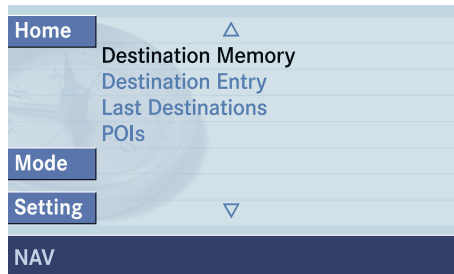 Home
Destination Memory
Destination Entry
Last Destinations
POIs
Mode
Setting
NAV